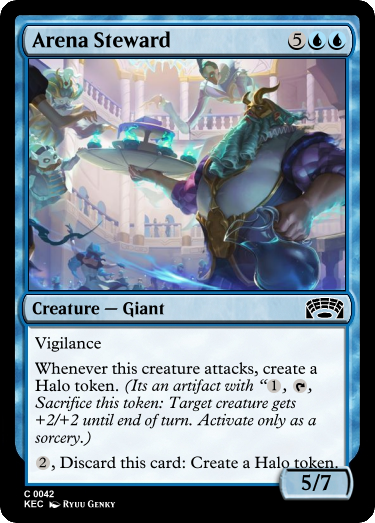 Arena Steward 5
Creature — Giant
Vigilance
Whenever this creature attacks, create a
Halo token. (Its an artifact with “1, ,
Sacrifice this token: Target creature gets
+2/+2 until end of turn. Activate only as a
sorcery.)
2, Discard this card: Create a Halo token.
5/7
C 0042
KEC Ryuu Genky